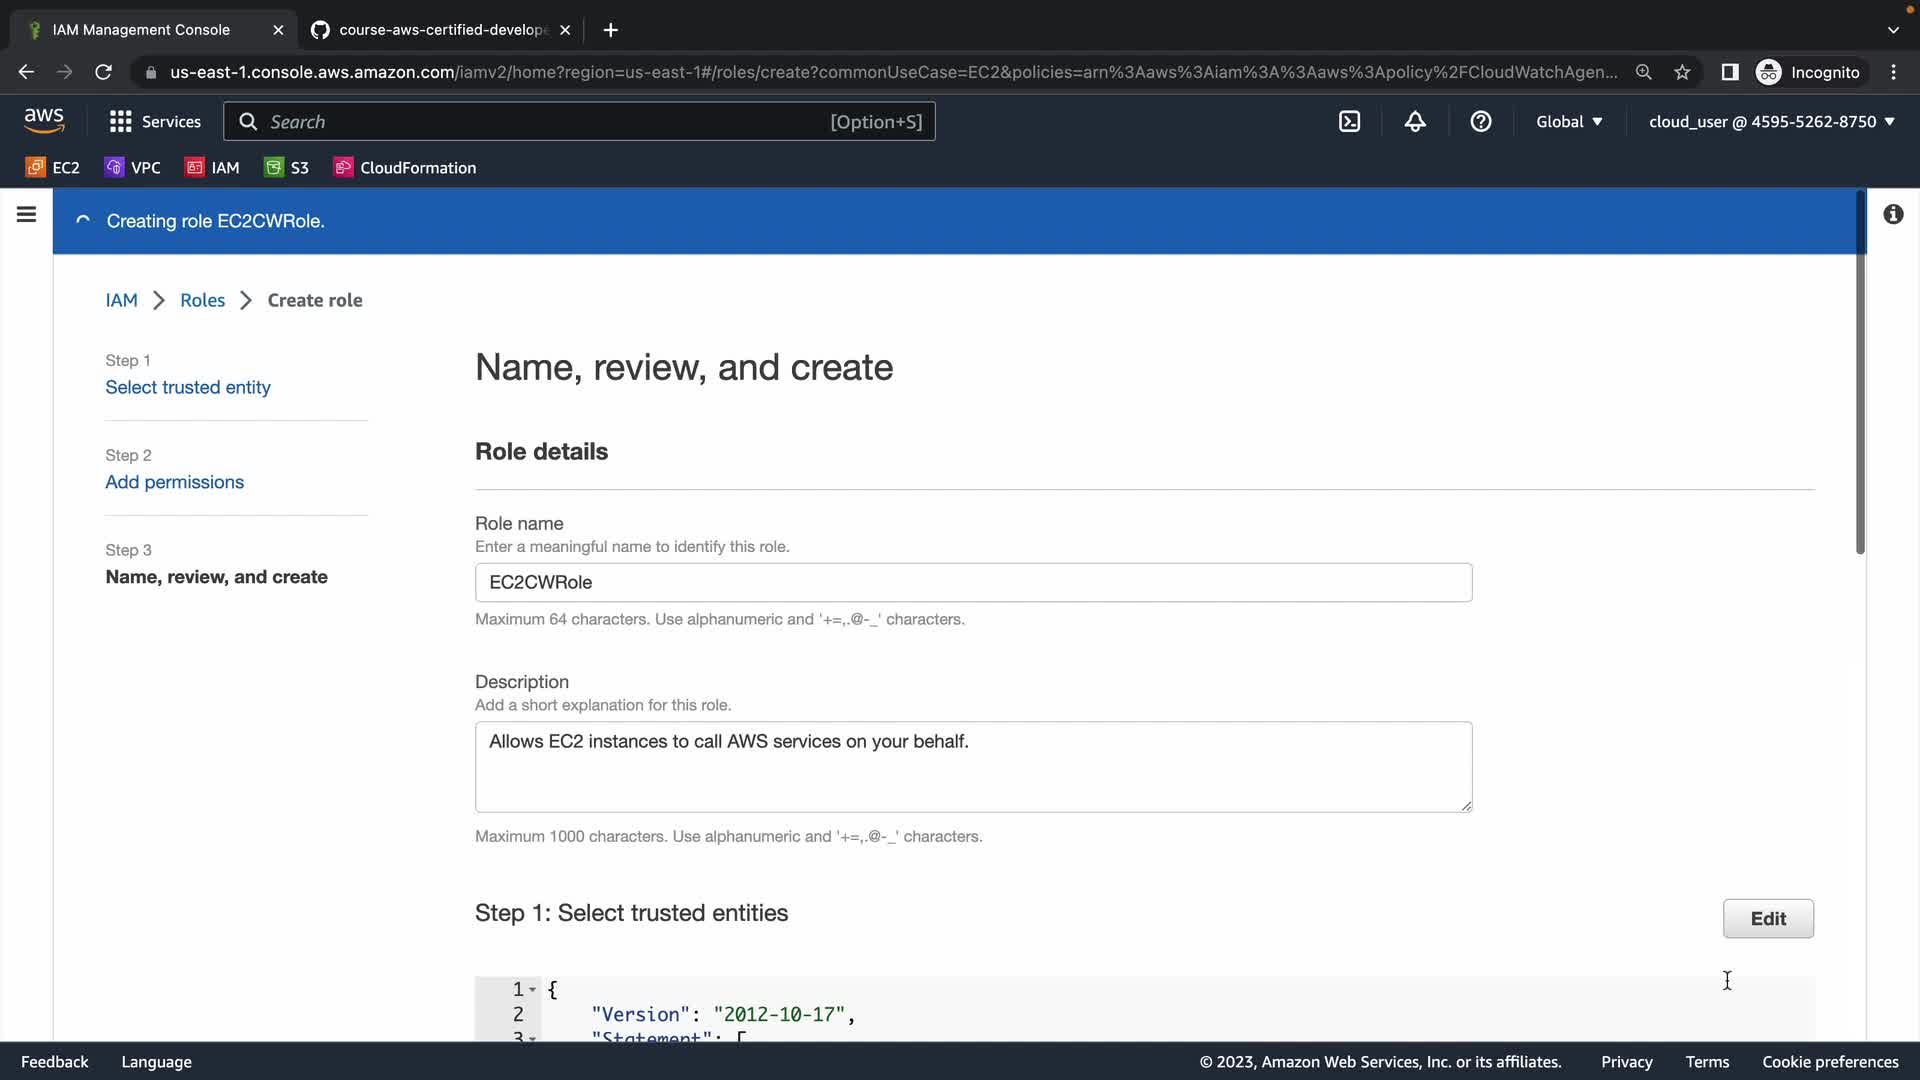 IAM Management Console
course-aws-certified-develope
us-east-1.console.aws.amazon.com/iamv2/home?region=us-east-1#/roles/create?commonUseCase=EC2&policies=arn%3Aaws%3Aiam%3A%3Aaws%3Apolicy%2FCloudWatchAgen...
Incognito
aws
Services
Search
[Option+S]
Global
cloud_user @ 4595-5262-8750
EC2
VPC
IAM
S3
CloudFormation
Creating role EC2CWRole.
IAM
Roles
Create role
Step 1
Select trusted entity
Step 2
Add permissions
Step 3
Name, review, and create
Name, review, and create
Role details
Role name
Enter a meaningful name to identify this role.
EC2CWRole
Maximum 64 characters. Use alphanumeric and '+=,.@-_' characters.
Description
Add a short explanation for this role.
Allows EC2 instances to call AWS services on your behalf.
Maximum 1000 characters. Use alphanumeric and '+=,.@-_' characters.
Step 1: Select trusted entities
Edit
1 {
2 "Version": "2012-10-17",
3 "Statement": [
Feedback
Language
© 2023, Amazon Web Services, Inc. or its affiliates.
Privacy
Terms
Cookie preferences